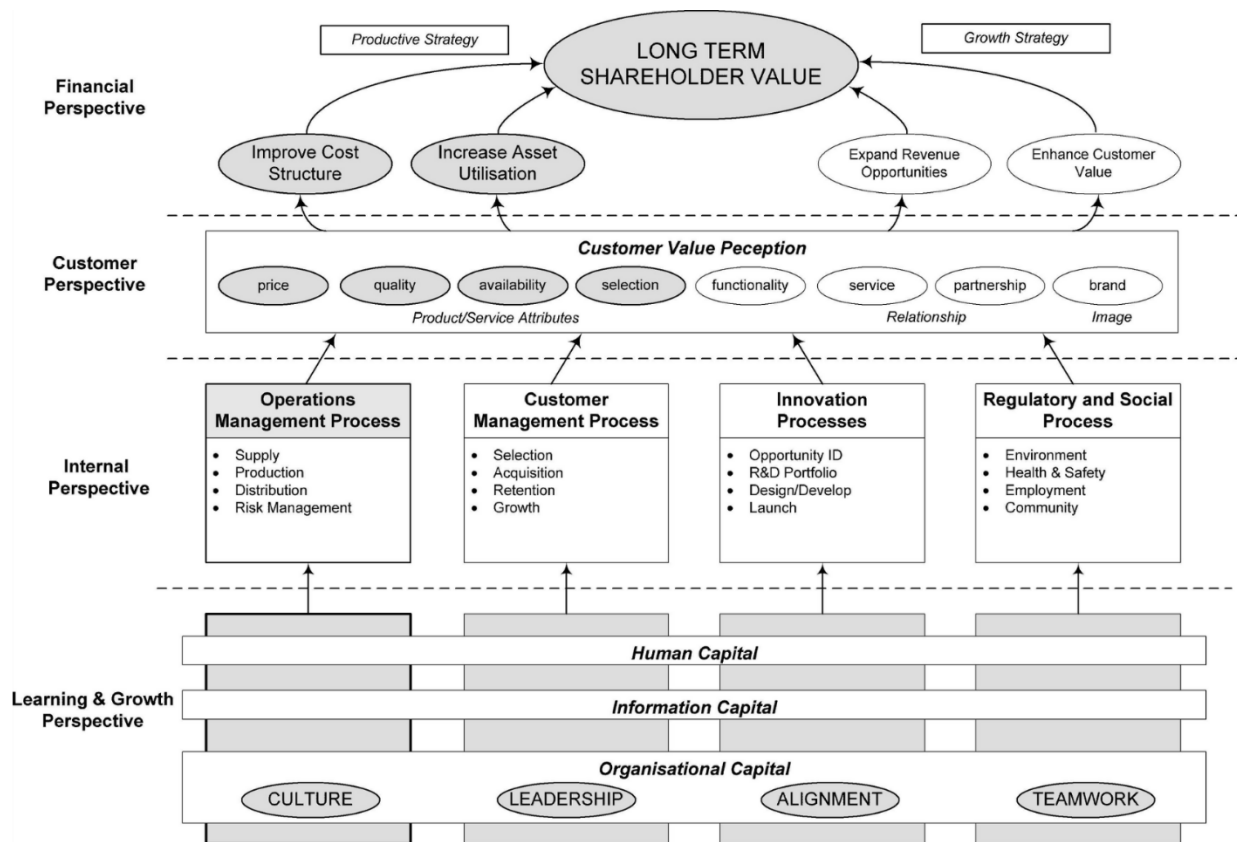 Productive Strategy
LONG TERM
SHAREHOLDER VALUE
Growth Strategy
Financial
Perspective
Improve Cost
Structure
Increase Asset
Utilisation
Expand Revenue
Opportunities
Enhance Customer
Value
Customer
Perspective
Customer Value Peception
price
quality
availability
selection
functionality
service
partnership
brand
Product/Service Attributes
Relationship
Image
Internal
Perspective
Operations
Management Process
• Supply
• Production
• Distribution
• Risk Management
Customer
Management Process
• Selection
• Acquisition
• Retention
• Growth
Innovation
Processes
• Opportunity ID
• R&D Portfolio
• Design/Develop
• Launch
Regulatory and Social
Process
• Environment
• Health & Safety
• Employment
• Community
Learning & Growth
Perspective
Human Capital
Information Capital
Organisational Capital
CULTURE
LEADERSHIP
ALIGNMENT
TEAMWORK